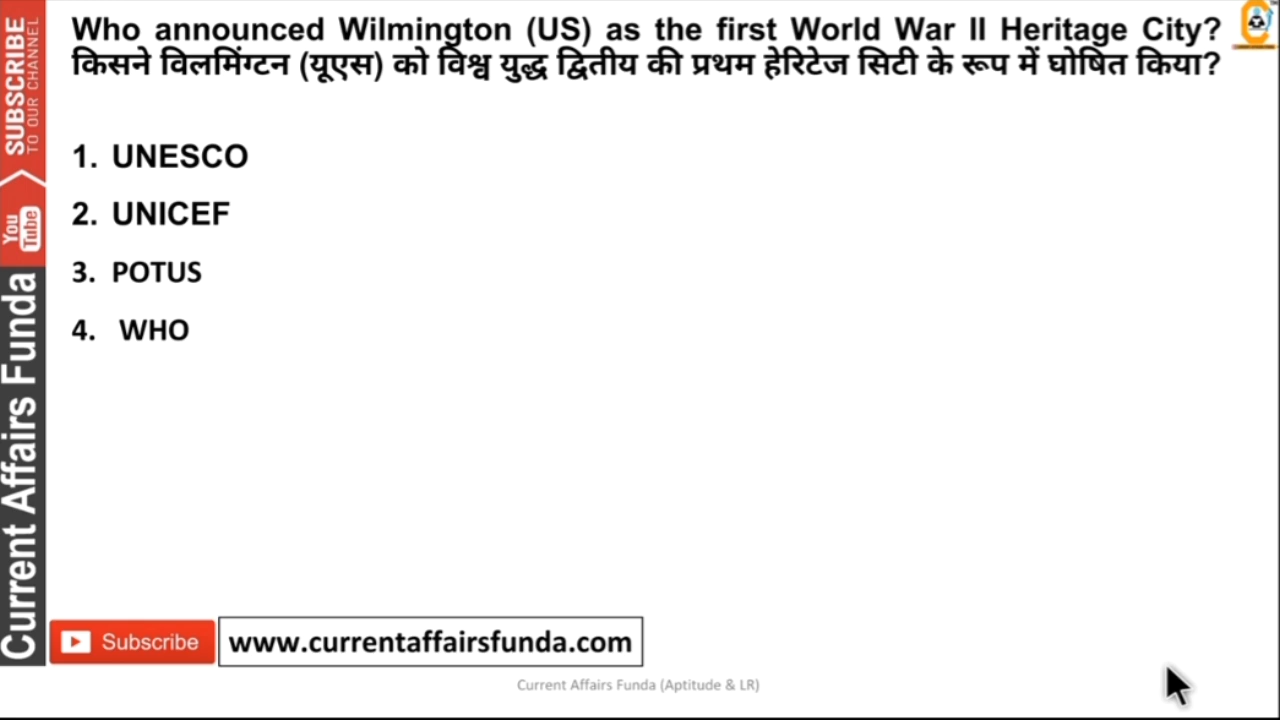 Who announced Wilmington (US) as the first World War II Heritage City?
किसने विलमिंग्टन (यूएस) को विश्व युद्ध द्वितीय की प्रथम हेरिटेज सिटी के रूप में घोषित किया?
1. UNESCO
2. UNICEF
3. POTUS
4. WHO
SUBSCRIBE
TO OUR CHANNEL
You
Tube
Current Affairs Funda
Subscribe
www.currentaffairsfunda.com
Current Affairs Funda (Aptitude & LR)